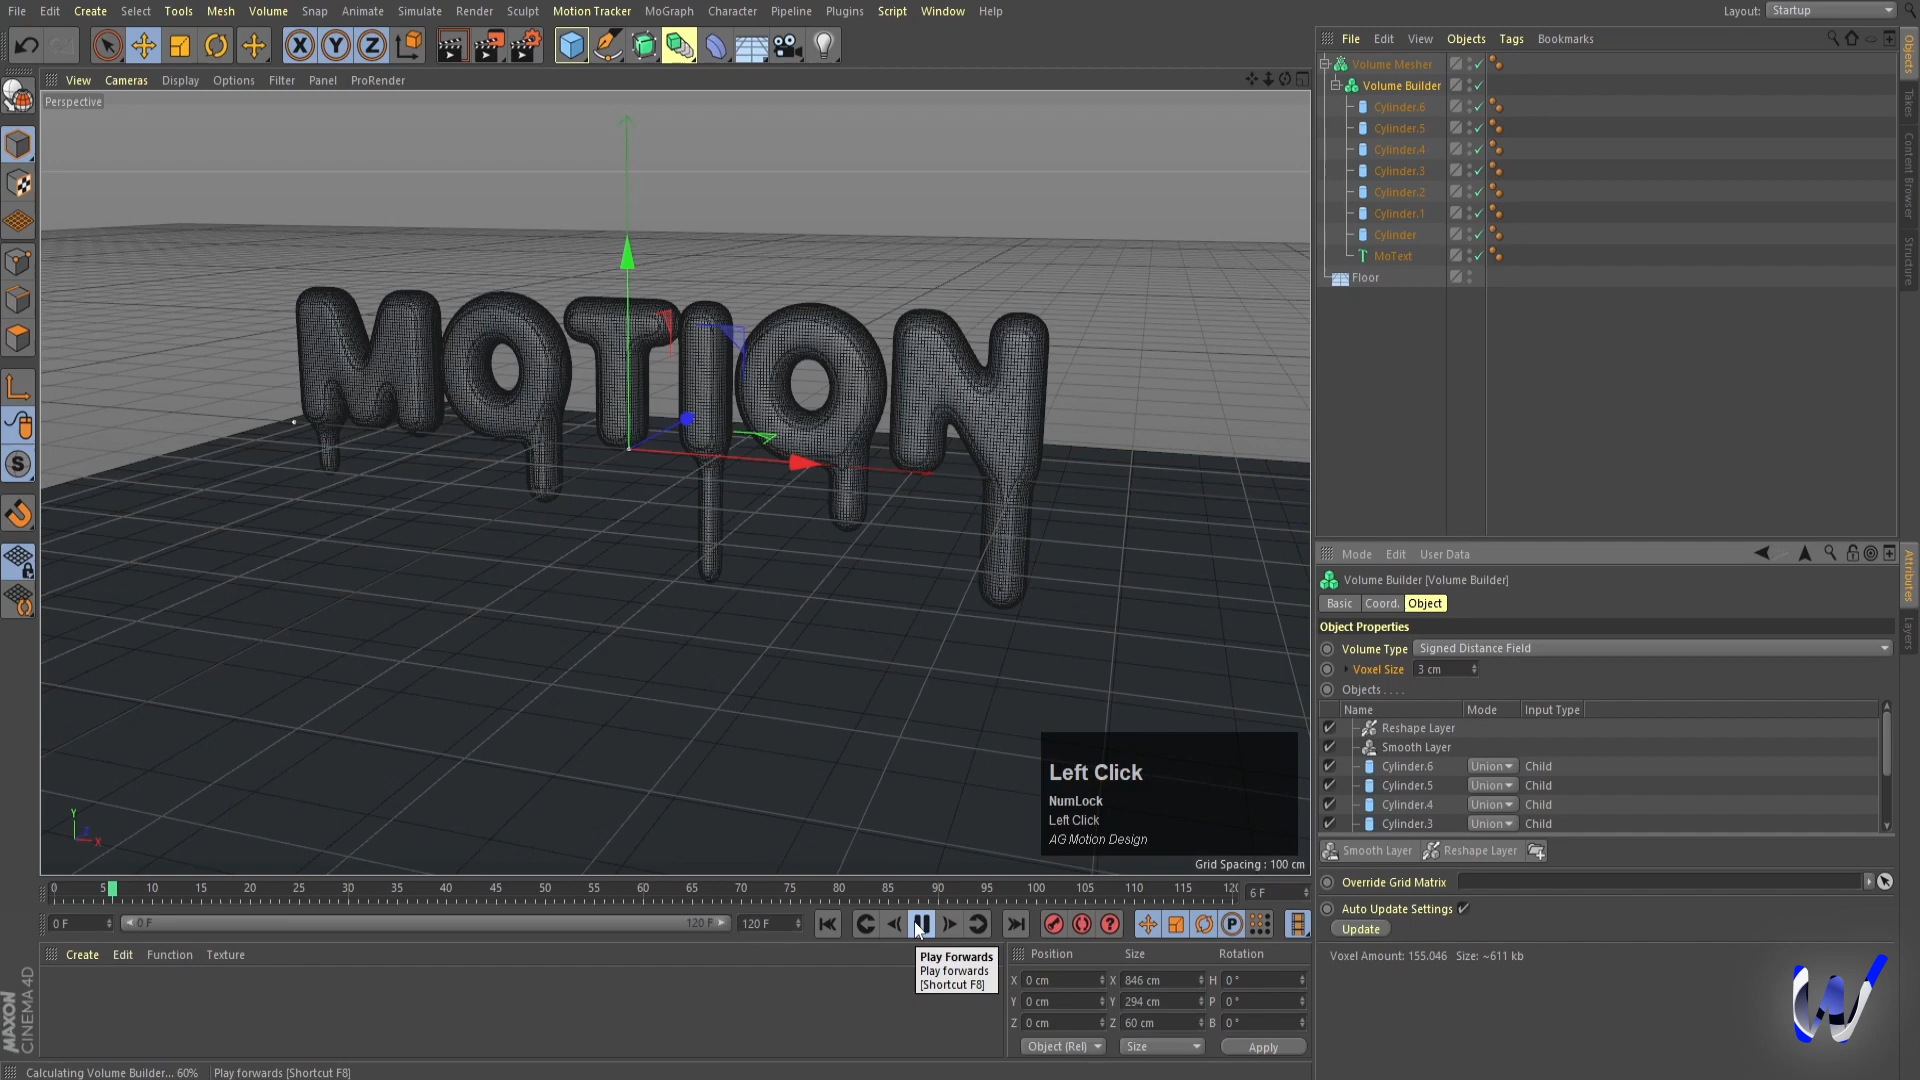 File Edit Create Select Tools Mesh Volume Snap Animate Simulate Render Sculpt Motion Tracker MoGraph Character Pipeline Plugins Script Window Help
Layout: Startup
File Edit View Objects Tags Bookmarks
View Cameras Display Options Filter Panel ProRender
Perspective
Volume Mesher
Volume Builder
Cylinder.6
Cylinder.5
Cylinder.4
Cylinder.3
Cylinder.2
Cylinder.1
Cylinder
MoText
Floor
Objects
Takes
Content Browser
Structure
MOTION
Mode Edit User Data
Volume Builder [Volume Builder]
Basic Coord. Object
Object Properties
Volume Type Signed Distance Field
Voxel Size 3 cm
Objects . . . .
Name Mode Input Type
Reshape Layer
Smooth Layer
Cylinder.6 Union Child
Cylinder.5 Union Child
Cylinder.4 Union Child
Cylinder.3 Union Child
Smooth Layer Reshape Layer
Override Grid Matrix
Auto Update Settings
Update
Voxel Amount: 155.046 Size: ~611 kb
Attributes
Layers
Left Click
NumLock
Left Click
AG Motion Design
Grid Spacing : 100 cm
Y
Z
X
0 5 10 15 20 25 30 35 40 45 50 55 60 65 70 75 80 85 90 95 100 105 110 115 120
6 F
0 F 0 F 120 F 120 F
Play Forwards
Play forwards
[Shortcut F8]
Create Edit Function Texture
Position Size Rotation
X 0 cm X 846 cm H 0 °
Y 0 cm Y 294 cm P 0 °
Z 0 cm Z 60 cm B 0 °
Object (Rel) Size Apply
MAXON
CINEMA 4D
Calculating Volume Builder... 60% Play forwards [Shortcut F8]
W